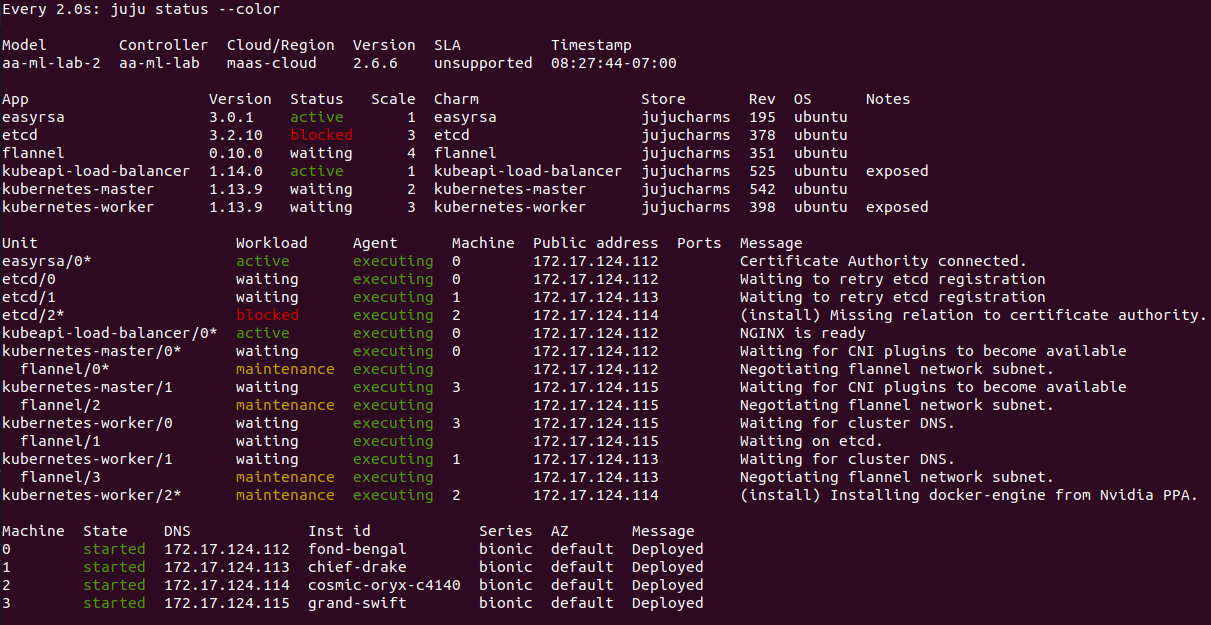 Every 2.0s: juju status --color
Model        Controller  Cloud/Region  Version  SLA          Timestamp
aa-ml-lab-2  aa-ml-lab   maas-cloud    2.6.6    unsupported  08:27:44-07:00
App                    Version  Status   Scale  Charm                  Store       Rev  OS      Notes
easyrsa                3.0.1    active       1  easyrsa                jujucharms  195  ubuntu
etcd                   3.2.10   blocked      3  etcd                   jujucharms  378  ubuntu
flannel                0.10.0   waiting      4  flannel                jujucharms  351  ubuntu
kubeapi-load-balancer  1.14.0   active       1  kubeapi-load-balancer  jujucharms  525  ubuntu  exposed
kubernetes-master      1.13.9   waiting      2  kubernetes-master      jujucharms  542  ubuntu
kubernetes-worker      1.13.9   waiting      3  kubernetes-worker      jujucharms  398  ubuntu  exposed
Unit                      Workload     Agent      Machine  Public address  Ports  Message
easyrsa/0*                active       executing  0        172.17.124.112         Certificate Authority connected.
etcd/0                    waiting      executing  0        172.17.124.112         Waiting to retry etcd registration
etcd/1                    waiting      executing  1        172.17.124.113         Waiting to retry etcd registration
etcd/2*                   blocked      executing  2        172.17.124.114         (install) Missing relation to certificate authority.
kubeapi-load-balancer/0*  active       executing  0        172.17.124.112         NGINX is ready
kubernetes-master/0*      waiting      executing  0        172.17.124.112         Waiting for CNI plugins to become available
  flannel/0*              maintenance  executing           172.17.124.112         Negotiating flannel network subnet.
kubernetes-master/1       waiting      executing  3        172.17.124.115         Waiting for CNI plugins to become available
  flannel/2               maintenance  executing           172.17.124.115         Negotiating flannel network subnet.
kubernetes-worker/0       waiting      executing  3        172.17.124.115         Waiting for cluster DNS.
  flannel/1               waiting      executing           172.17.124.115         Waiting on etcd.
kubernetes-worker/1       waiting      executing  1        172.17.124.113         Waiting for cluster DNS.
  flannel/3               maintenance  executing           172.17.124.113         Negotiating flannel network subnet.
kubernetes-worker/2*      maintenance  executing  2        172.17.124.114         (install) Installing docker-engine from Nvidia PPA.
Machine  State    DNS             Inst id            Series  AZ       Message
0        started  172.17.124.112  fond-bengal        bionic  default  Deployed
1        started  172.17.124.113  chief-drake        bionic  default  Deployed
2        started  172.17.124.114  cosmic-oryx-c4140  bionic  default  Deployed
3        started  172.17.124.115  grand-swift        bionic  default  Deployed